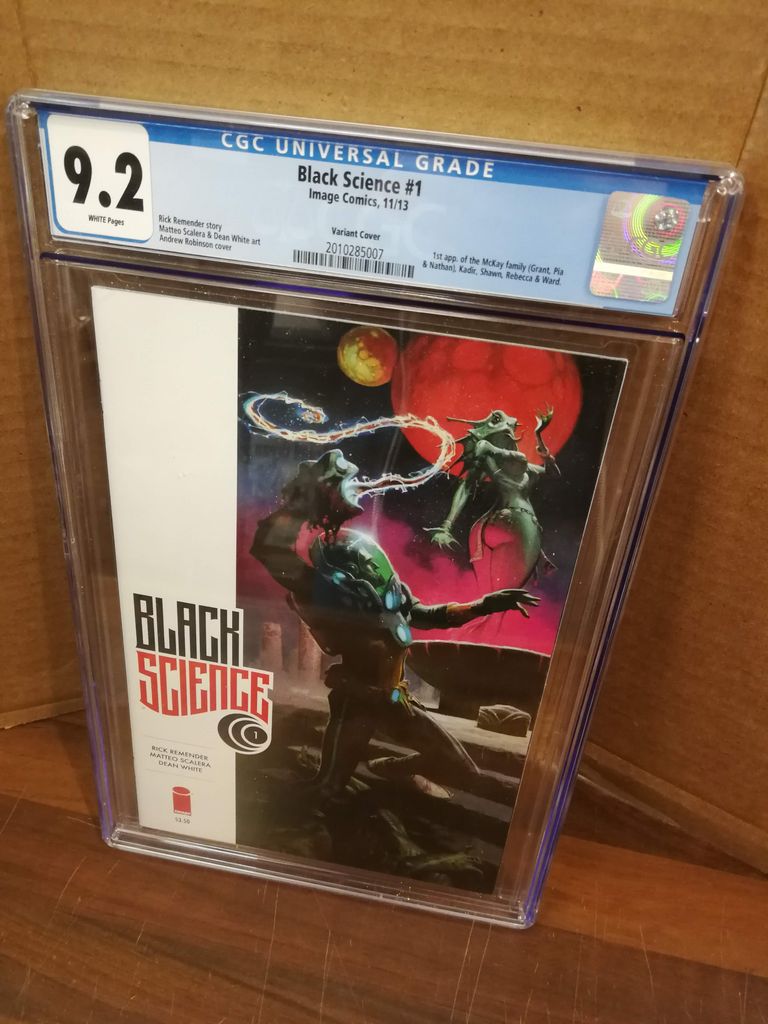 CGC UNIVERSAL GRADE
9.2
WHITE Pages
Black Science #1
Image Comics, 11/13
Rick Remender story
Matteo Scalera & Dean White art
Andrew Robinson cover
Variant Cover
2010285007
1st app. of the McKay family (Grant, Pia
& Nathan), Kadir, Shawn, Rebecca & Ward.
BLACK
SCIENCE
1
RICK REMENDER
MATTEO SCALERA
DEAN WHITE
$3.50